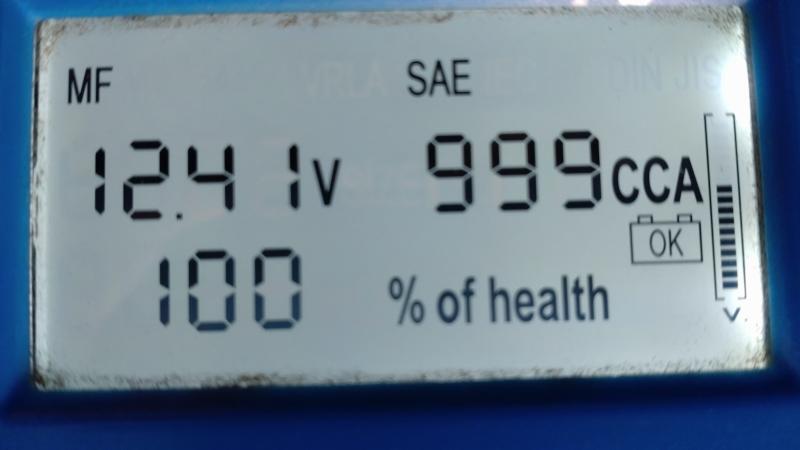 MF SAE
12.41V 999CCA
OK
100 % of health